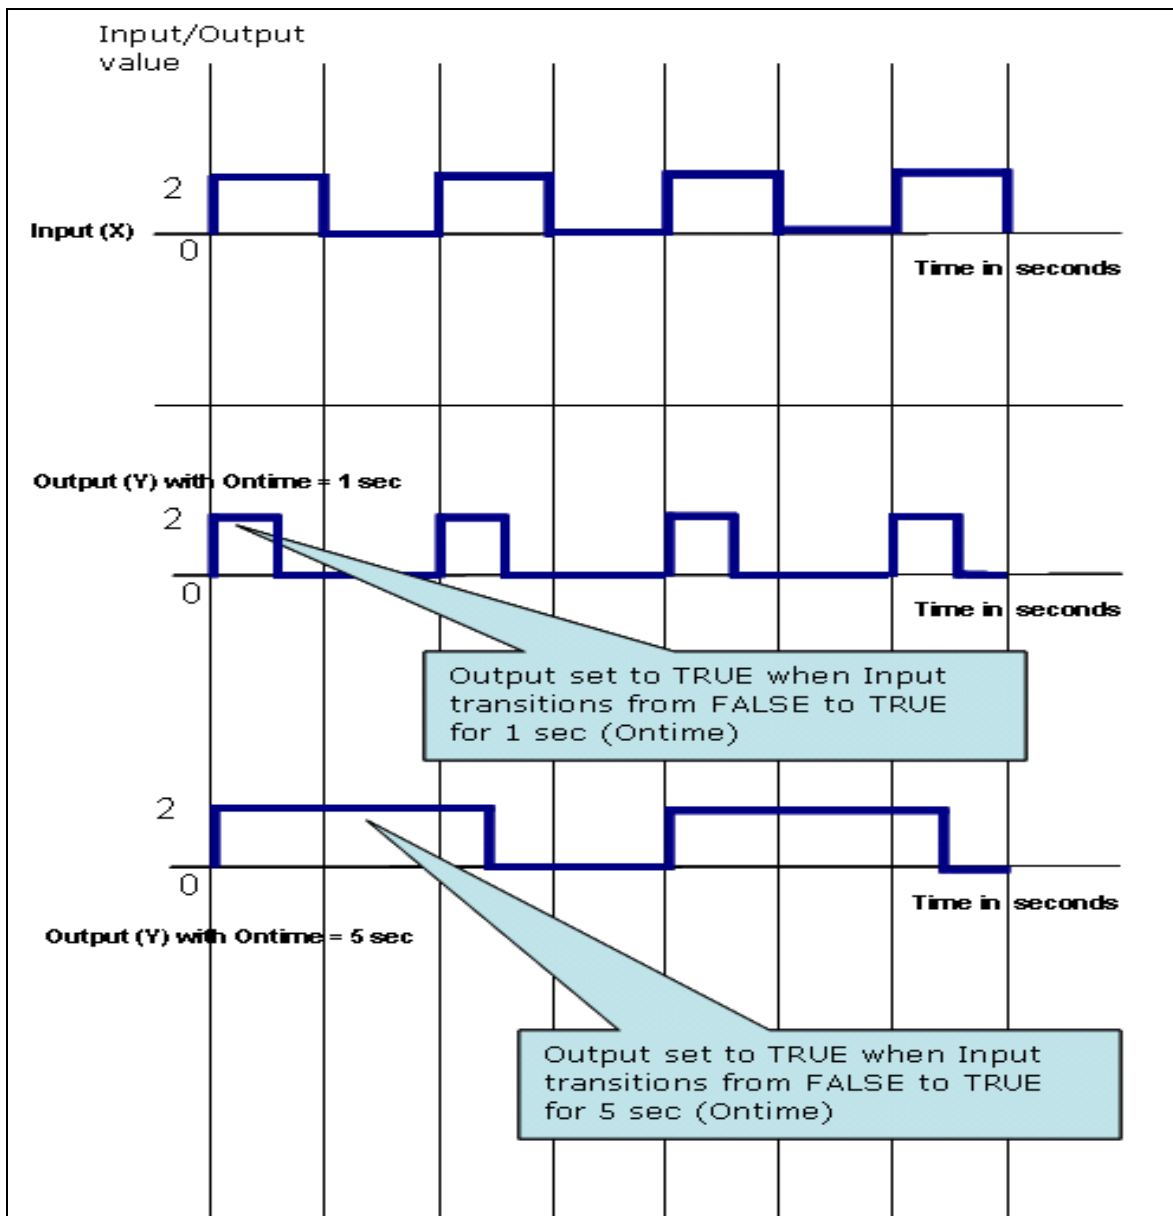 Input/Output
value
2
Input (X)
0
Time in seconds
Output (Y) with Ontime = 1 sec
2
0
Time in seconds
Output set to TRUE when Input
transitions from FALSE to TRUE
for 1 sec (Ontime)
2
0
Time in seconds
Output (Y) with Ontime = 5 sec
Output set to TRUE when Input
transitions from FALSE to TRUE
for 5 sec (Ontime)